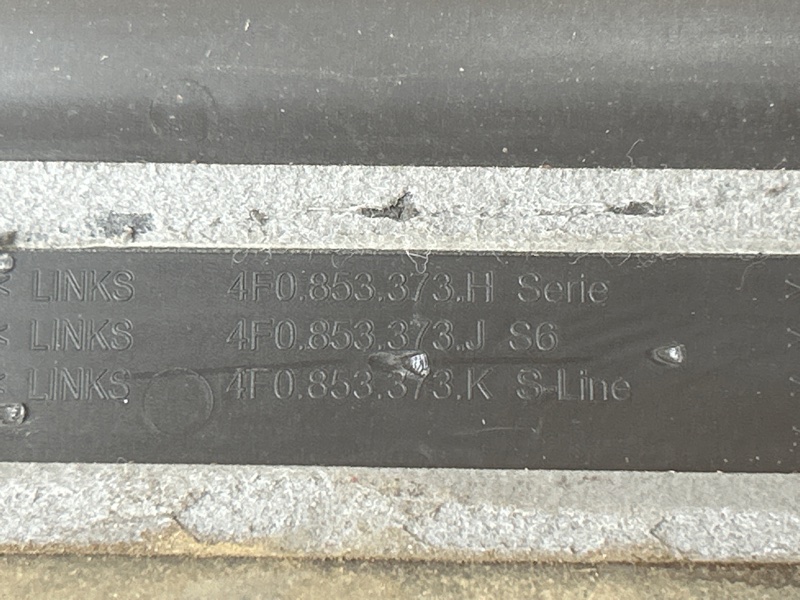 LINKS 4F0.853.373.H Serie
LINKS 4F0.853.373.J S6
LINKS 4F0.853.373.K S-Line